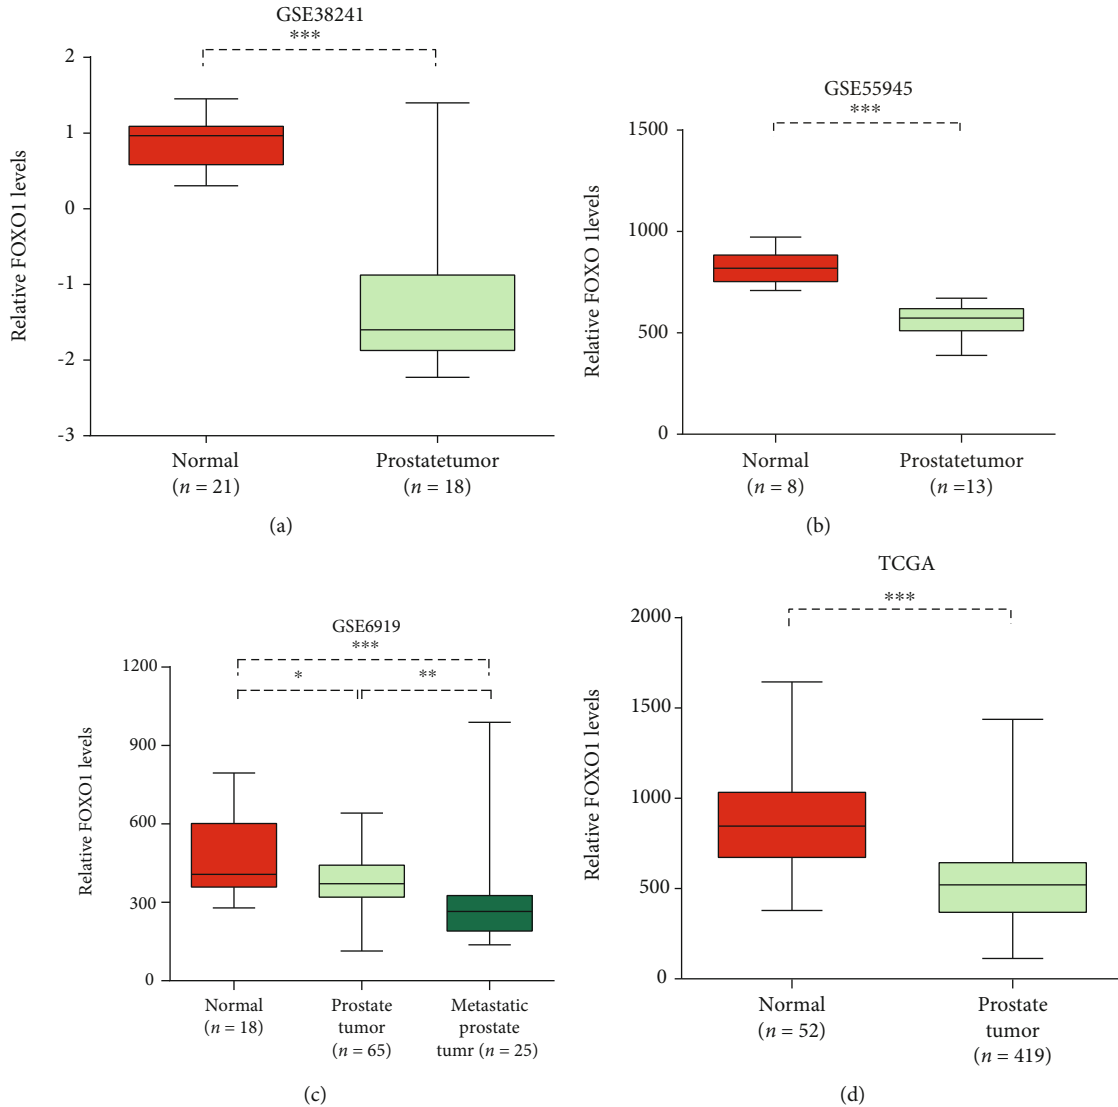 GSE38241
***
2
1
0
-1
-2
-3
Relative FOXO1 levels
Normal
(n = 21)
Prostatetumor
(n = 18)
(a)
GSE55945
***
1500
1000
500
0
Relative FOXO 1levels
Normal
(n = 8)
Prostatetumor
(n =13)
(b)
GSE6919
***
*
**
1200
900
600
300
0
Relative FOXO1 levels
Normal
(n = 18)
Prostate
tumor
(n = 65)
Metastatic
prostate
tumr (n = 25)
(c)
TCGA
***
2000
1500
1000
500
0
Relative FOXO1 levels
Normal
(n = 52)
Prostate
tumor
(n = 419)
(d)